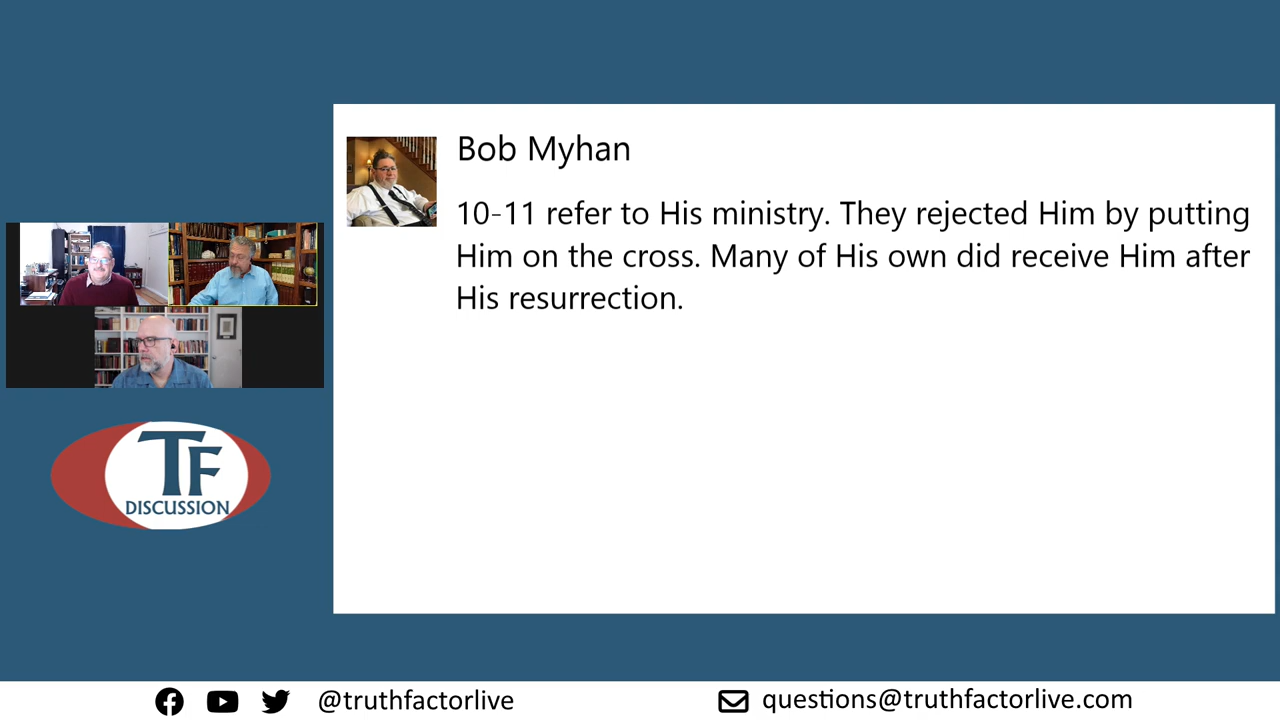 Bob Myhan
10-11 refer to His ministry. They rejected Him by putting
Him on the cross. Many of His own did receive Him after
His resurrection.
TF
DISCUSSION
@truthfactorlive
questions@truthfactorlive.com